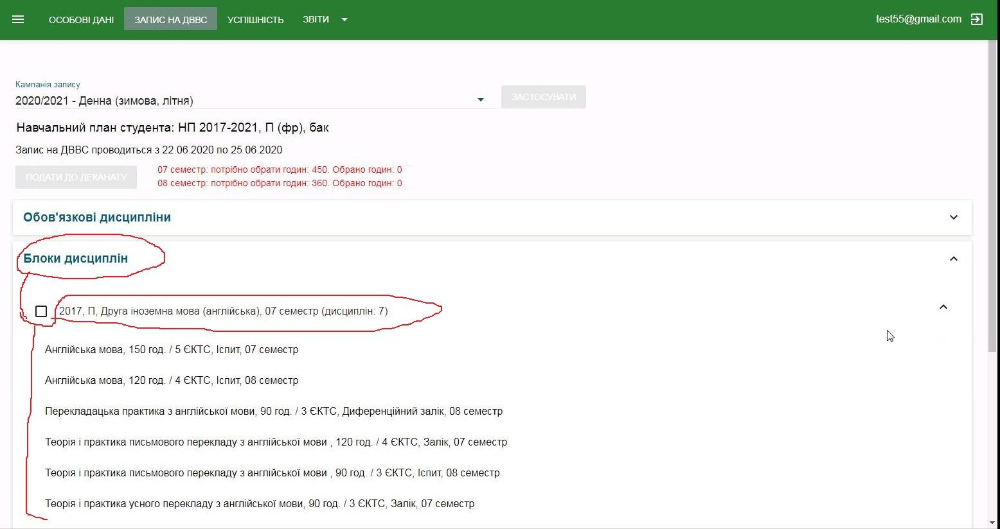 ОСОБОВІ ДАНІ ЗАПИС НА ДВВС УСПІШНІСТЬ ЗВІТИ test55@gmail.com
Кампанія запису
2020/2021 - Денна (зимова, літня) ЗАСТОСУВАТИ
Навчальний план студента: НП 2017-2021, П (фр), бак
Запис на ДВВС проводиться з 22.06.2020 по 25.06.2020
ПОДАТИ ДО ДЕКАНАТУ
07 семестр: потрібно обрати годин: 450. Обрано годин: 0
08 семестр: потрібно обрати годин: 360. Обрано годин: 0
Обов'язкові дисципліни
Блоки дисциплін
2017, П, Друга іноземна мова (англійська), 07 семестр (дисциплін: 7)
Англійська мова, 150 год. / 5 ЄКТС, Іспит, 07 семестр
Англійська мова, 120 год. / 4 ЄКТС, Іспит, 08 семестр
Перекладацька практика з англійської мови, 90 год. / 3 ЄКТС, Диференційний залік, 08 семестр
Теорія і практика письмового перекладу з англійської мови , 120 год. / 4 ЄКТС, Залік, 07 семестр
Теорія і практика письмового перекладу з англійської мови , 90 год. / 3 ЄКТС, Іспит, 08 семестр
Теорія і практика усного перекладу з англійської мови, 90 год. / 3 ЄКТС, Залік, 07 семестр